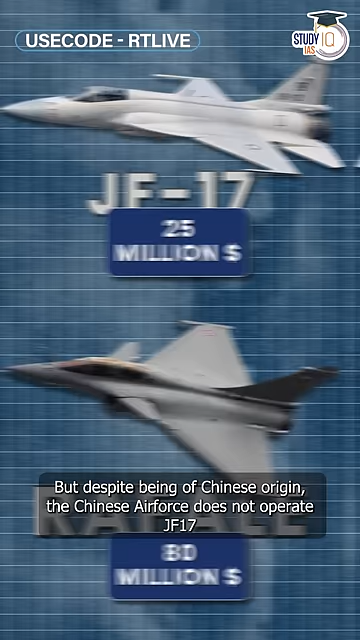 USECODE - RTLIVE
STUDY IQ
IAS
JF-17
25
MILLION $
But despite being of Chinese origin,
the Chinese Airforce does not operate
JF17
80
MILLION $